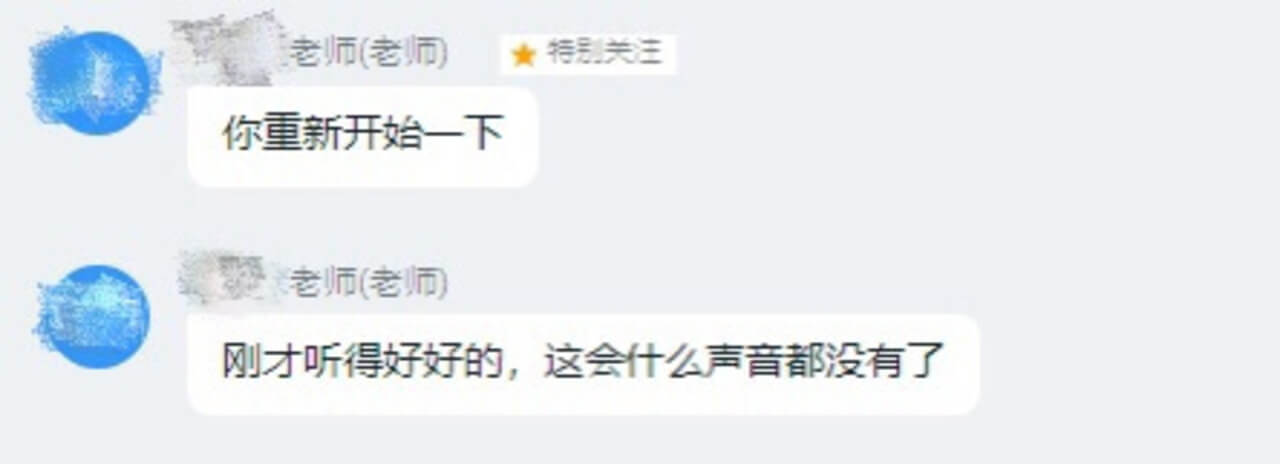 老师(老师)
特别关注
你重新开始一下
老师(老师)
刚才听得好好的，这会什么声音都没有了